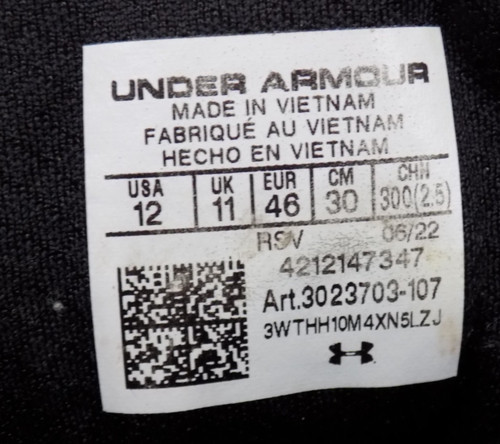 UNDER ARMOUR
MADE IN VIETNAM
FABRIQUÉ AU VIETNAM
HECHO EN VIETNAM
USA UK EUR CM CHN
12 11 46 30 300(2.5)
RSV 06/22
4212147347
Art.3023703-107
3WTHH10M4XN5LZJ